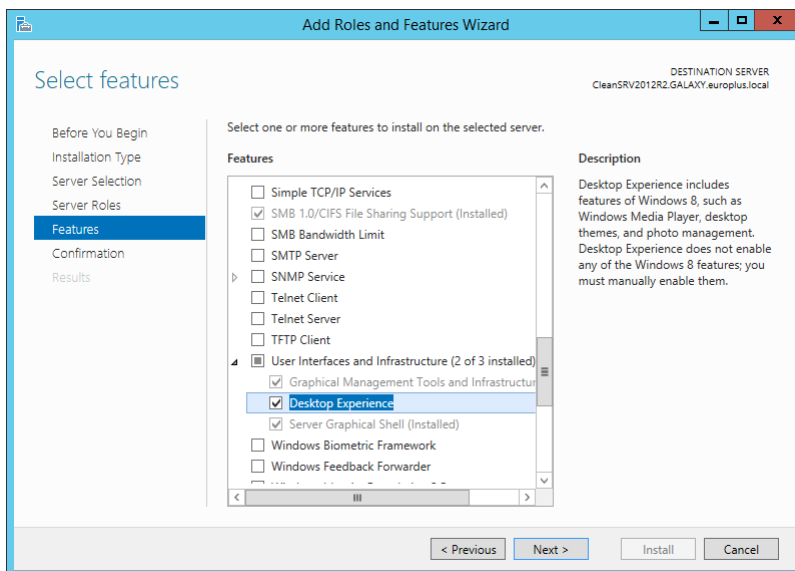 Add Roles and Features Wizard
Select features
DESTINATION SERVER
CleanSRV2012R2.GALAXY.europlus.local
Before You Begin
Installation Type
Server Selection
Server Roles
Features
Confirmation
Results
Select one or more features to install on the selected server.
Features
Simple TCP/IP Services
SMB 1.0/CIFS File Sharing Support (Installed)
SMB Bandwidth Limit
SMTP Server
SNMP Service
Telnet Client
Telnet Server
TFTP Client
User Interfaces and Infrastructure (2 of 3 installed)
Graphical Management Tools and Infrastructur
Desktop Experience
Server Graphical Shell (Installed)
Windows Biometric Framework
Windows Feedback Forwarder
Description
Desktop Experience includes
features of Windows 8, such as
Windows Media Player, desktop
themes, and photo management.
Desktop Experience does not enable
any of the Windows 8 features; you
must manually enable them.
< Previous
Next >
Install
Cancel